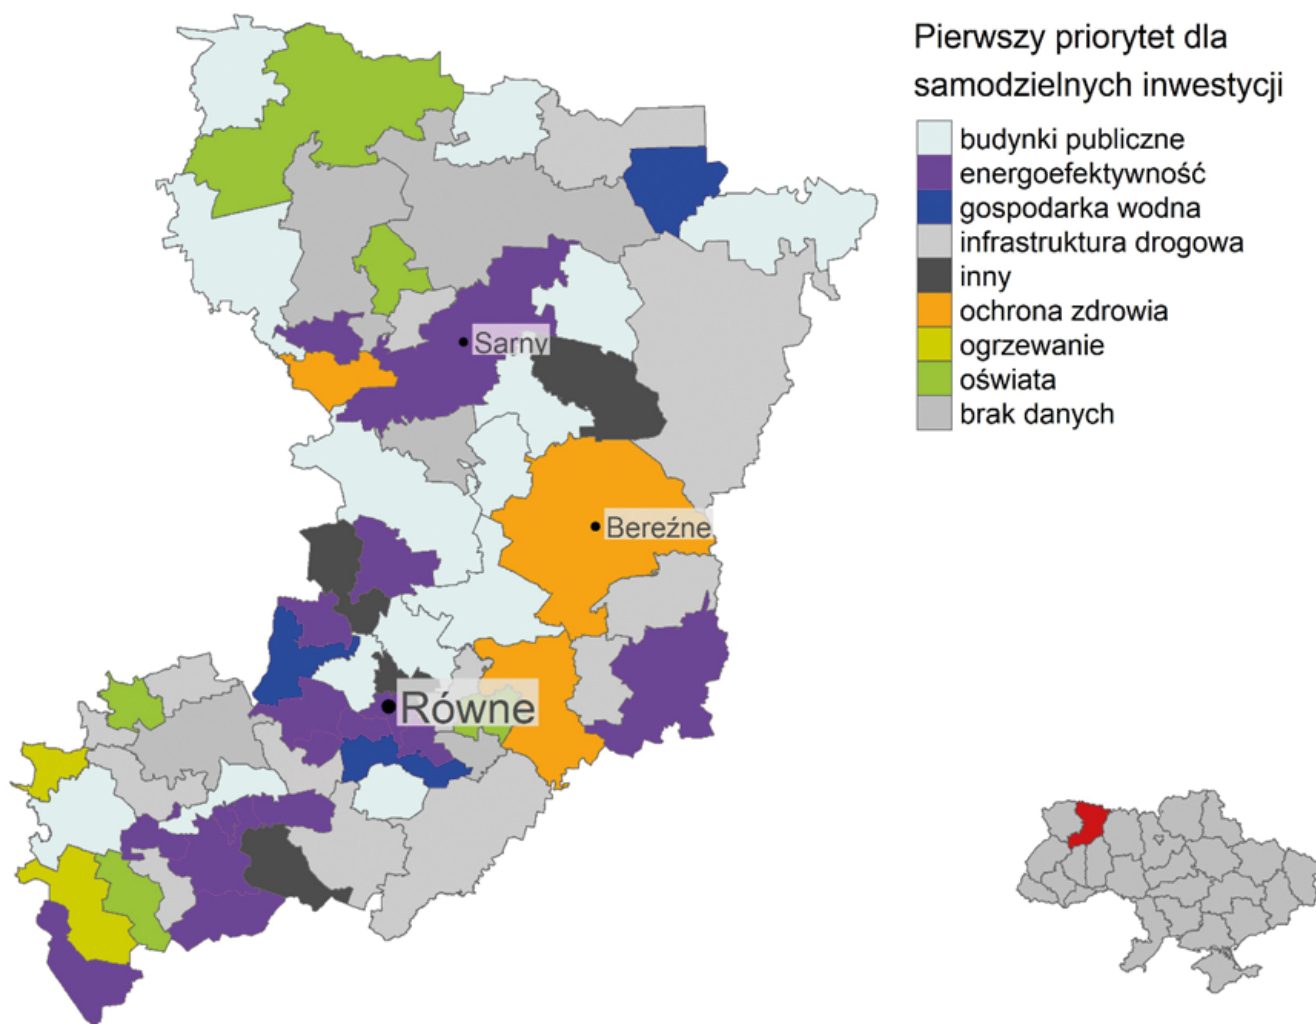 Pierwszy priorytet dla
samodzielnych inwestycji
budynki publiczne
energoefektywność
gospodarka wodna
infrastruktura drogowa
inny
ochrona zdrowia
ogrzewanie
oświata
brak danych
Sarny
Bereźne
Równe